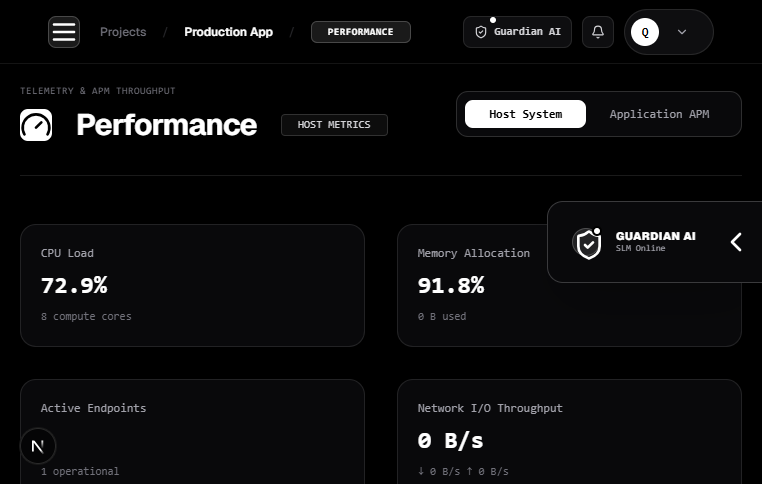 Projects / Production App / PERFORMANCE
Guardian AI
Q
TELEMETRY & APM THROUGHPUT
Performance
HOST METRICS
Host System
Application APM
GUARDIAN AI
SLM Online
CPU Load
72.9%
8 compute cores
Memory Allocation
91.8%
0 B used
Active Endpoints
1 operational
Network I/O Throughput
0 B/s
↓ 0 B/s ↑ 0 B/s
N